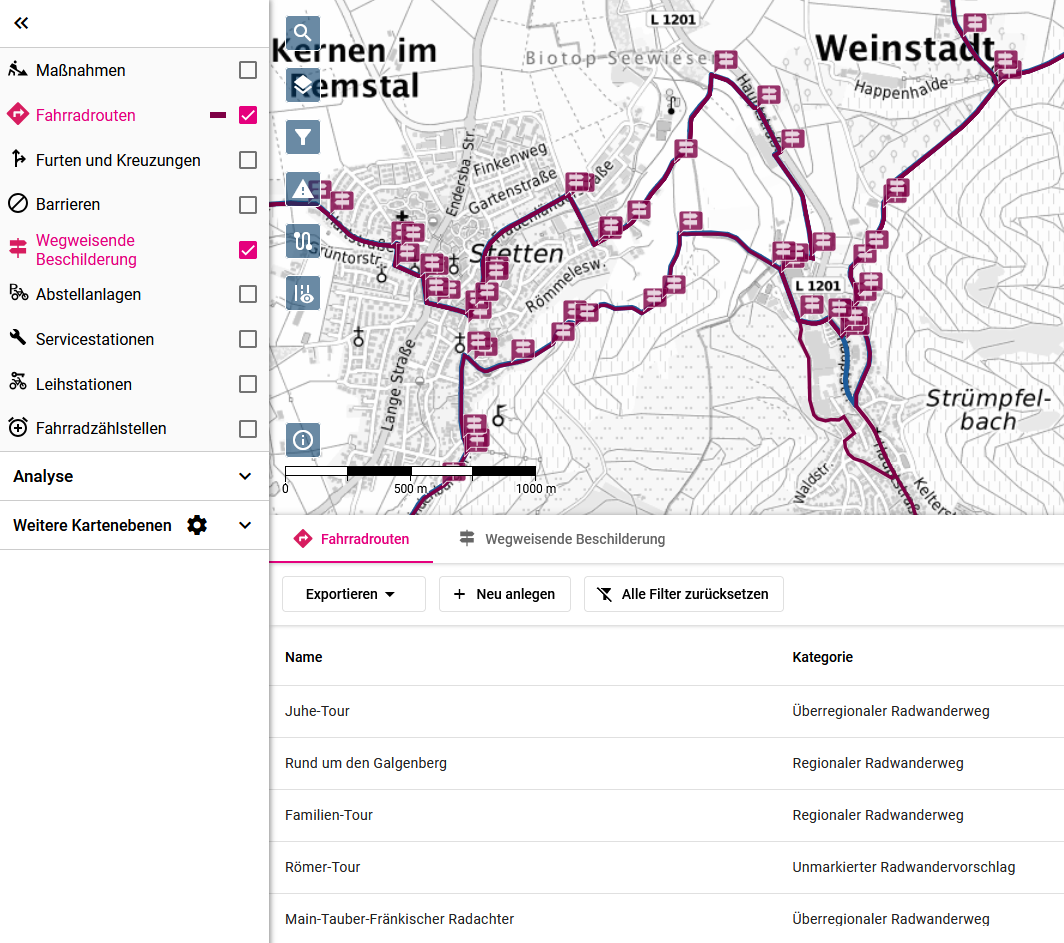 Maßnahmen
Fahrradrouten
Furten und Kreuzungen
Barrieren
Wegweisende
Beschilderung
Abstellanlagen
Servicestationen
Leihstationen
Fahrradzählstellen
Analyse
Weitere Kartenebenen
L 1201
Kernen im
Remstal
Biotop-Seewiese
Weinstadt
Happenhalde
Finkenweg
Gartenstraße
Endersba. Str.
Stetten
Römmelesw.
Lange Straße
L 1201
Strümpfel-
bach
Waldstr.
0
500 m
1000 m
Fahrradrouten
Wegweisende Beschilderung
Exportieren
Neu anlegen
Alle Filter zurücksetzen
Name
Kategorie
Juhe-Tour
Überregionaler Radwanderweg
Rund um den Galgenberg
Regionaler Radwanderweg
Familien-Tour
Regionaler Radwanderweg
Römer-Tour
Unmarkierter Radwandervorschlag
Main-Tauber-Fränkischer Radachter
Überregionaler Radwanderweg